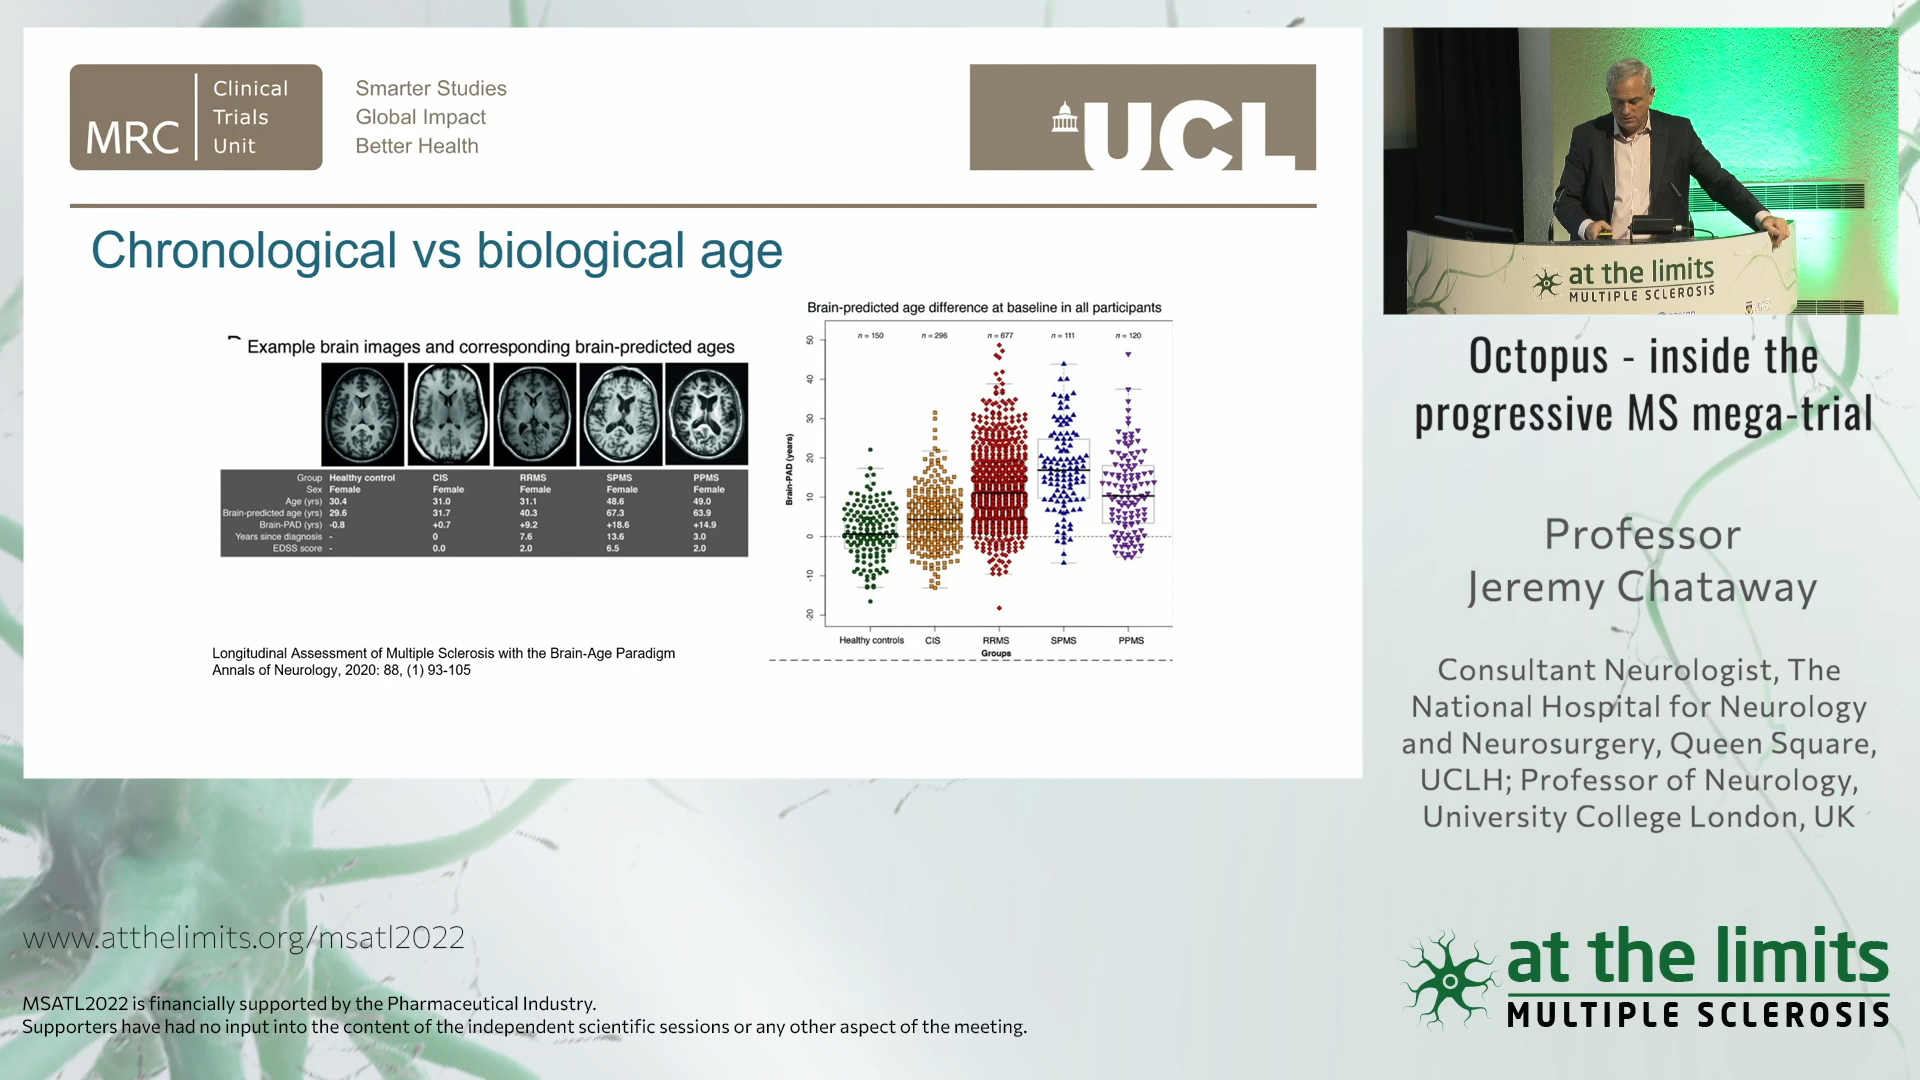 MRC
Clinical
Trials
Unit
Smarter Studies
Global Impact
Better Health
UCL
Chronological vs biological age
Example brain images and corresponding brain-predicted ages
Group Healthy control CIS RRMS SPMS PPMS
Sex Female Female Female Female Female
Age (yrs) 30.4 31.0 31.1 48.6 49.0
Brain-predicted age (yrs) 29.6 31.7 40.3 67.3 63.9
Brain-PAD (yrs) -0.8 +0.7 +9.2 +18.6 +14.9
Years since diagnosis - 0 7.6 13.6 3.0
EDSS score - 0.0 2.0 6.5 2.0
Longitudinal Assessment of Multiple Sclerosis with the Brain-Age Paradigm
Annals of Neurology, 2020: 88, (1) 93-105
Brain-predicted age difference at baseline in all participants
n = 150 n = 296 n = 677 n = 111 n = 120
50
40
30
20
10
0
-10
-20
Brain-PAD (years)
Healthy controls CIS RRMS SPMS PPMS
Groups
at the limits
MULTIPLE SCLEROSIS
Octopus - inside the
progressive MS mega-trial
Professor
Jeremy Chataway
Consultant Neurologist, The
National Hospital for Neurology
and Neurosurgery, Queen Square,
UCLH; Professor of Neurology,
University College London, UK
www.atthelimits.org/msatl2022
MSATL2022 is financially supported by the Pharmaceutical Industry.
Supporters have had no input into the content of the independent scientific sessions or any other aspect of the meeting.
at the limits
MULTIPLE SCLEROSIS